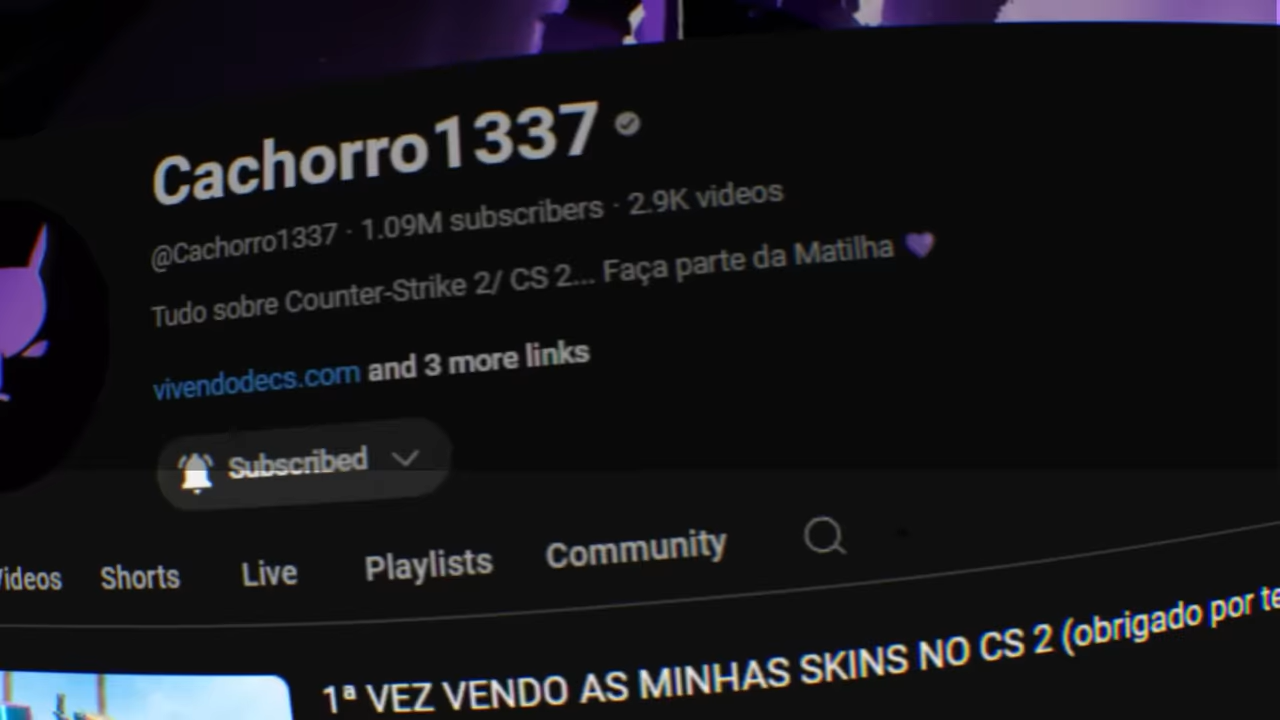 Cachorro1337
@Cachorro1337 · 1.09M subscribers · 2.9K videos
Tudo sobre Counter-Strike 2/ CS 2... Faça parte da Matilha 💜
vivendodecs.com and 3 more links
Subscribed
Videos Shorts Live Playlists Community
1ª VEZ VENDO AS MINHAS SKINS NO CS 2 (obrigado por